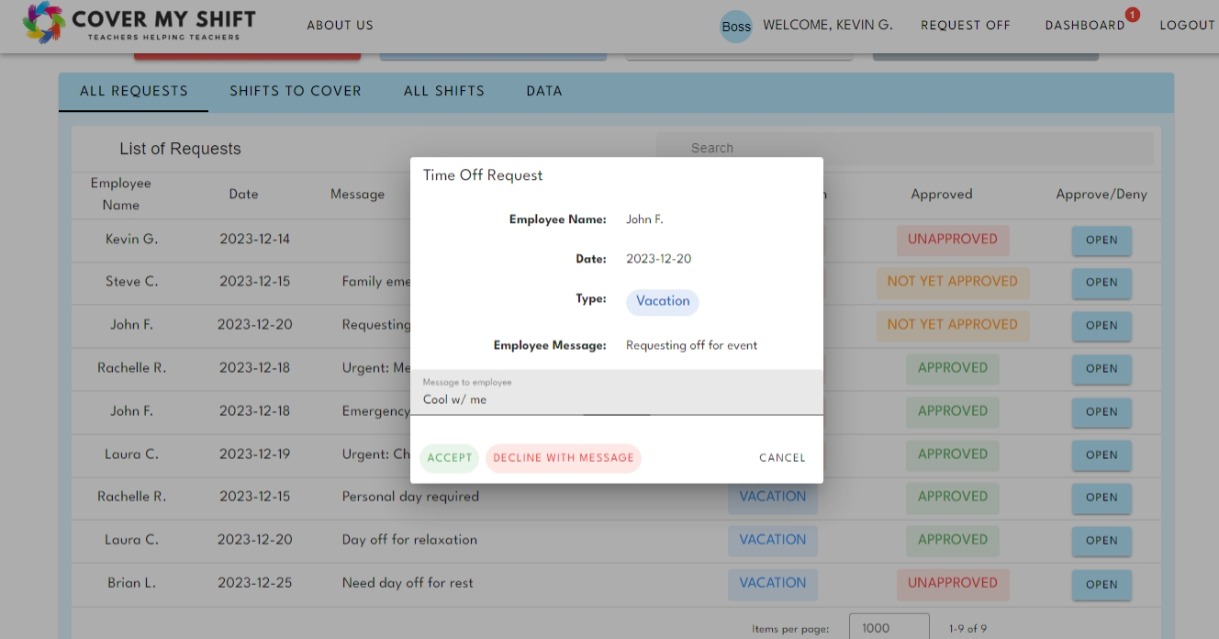 COVER MY SHIFT
TEACHERS HELPING TEACHERS
ABOUT US
Boss
WELCOME, KEVIN G.
REQUEST OFF
DASHBOARD
1
LOGOUT
ALL REQUESTS
SHIFTS TO COVER
ALL SHIFTS
DATA
List of Requests
Search
Employee Name Date Message Approved Approve/Deny
Kevin G. 2023-12-14 UNAPPROVED OPEN
Steve C. 2023-12-15 Family eme NOT YET APPROVED OPEN
John F. 2023-12-20 Requesting NOT YET APPROVED OPEN
Rachelle R. 2023-12-18 Urgent: Me APPROVED OPEN
John F. 2023-12-18 Emergency APPROVED OPEN
Laura C. 2023-12-19 Urgent: Ch APPROVED OPEN
Rachelle R. 2023-12-15 Personal day required VACATION APPROVED OPEN
Laura C. 2023-12-20 Day off for relaxation VACATION APPROVED OPEN
Brian L. 2023-12-25 Need day off for rest VACATION UNAPPROVED OPEN
Items per page: 1000 1-9 of 9
Time Off Request
Employee Name: John F.
Date: 2023-12-20
Type: Vacation
Employee Message: Requesting off for event
Message to employee
Cool w/ me
ACCEPT
DECLINE WITH MESSAGE
CANCEL